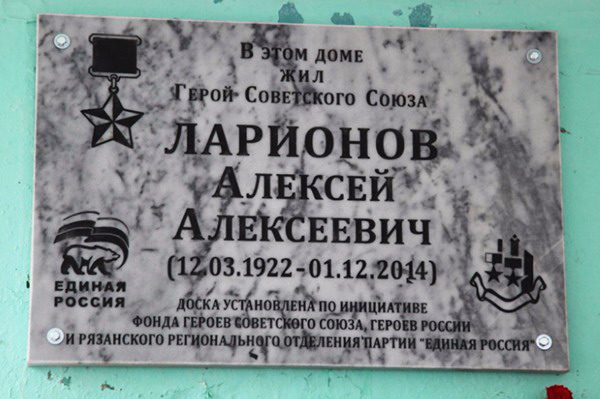 В ЭТОМ ДОМЕ
ЖИЛ
ГЕРОЙ СОВЕТСКОГО СОЮЗА
ЛАРИОНОВ
АЛЕКСЕЙ
АЛЕКСЕЕВИЧ
(12.03.1922-01.12.2014)
ЕДИНАЯ
РОССИЯ
ДОСКА УСТАНОВЛЕНА ПО ИНИЦИАТИВЕ
ФОНДА ГЕРОЕВ СОВЕТСКОГО СОЮЗА, ГЕРОЕВ РОССИИ
И РЯЗАНСКОГО РЕГИОНАЛЬНОГО ОТДЕЛЕНИЯ ПАРТИИ "ЕДИНАЯ РОССИЯ"